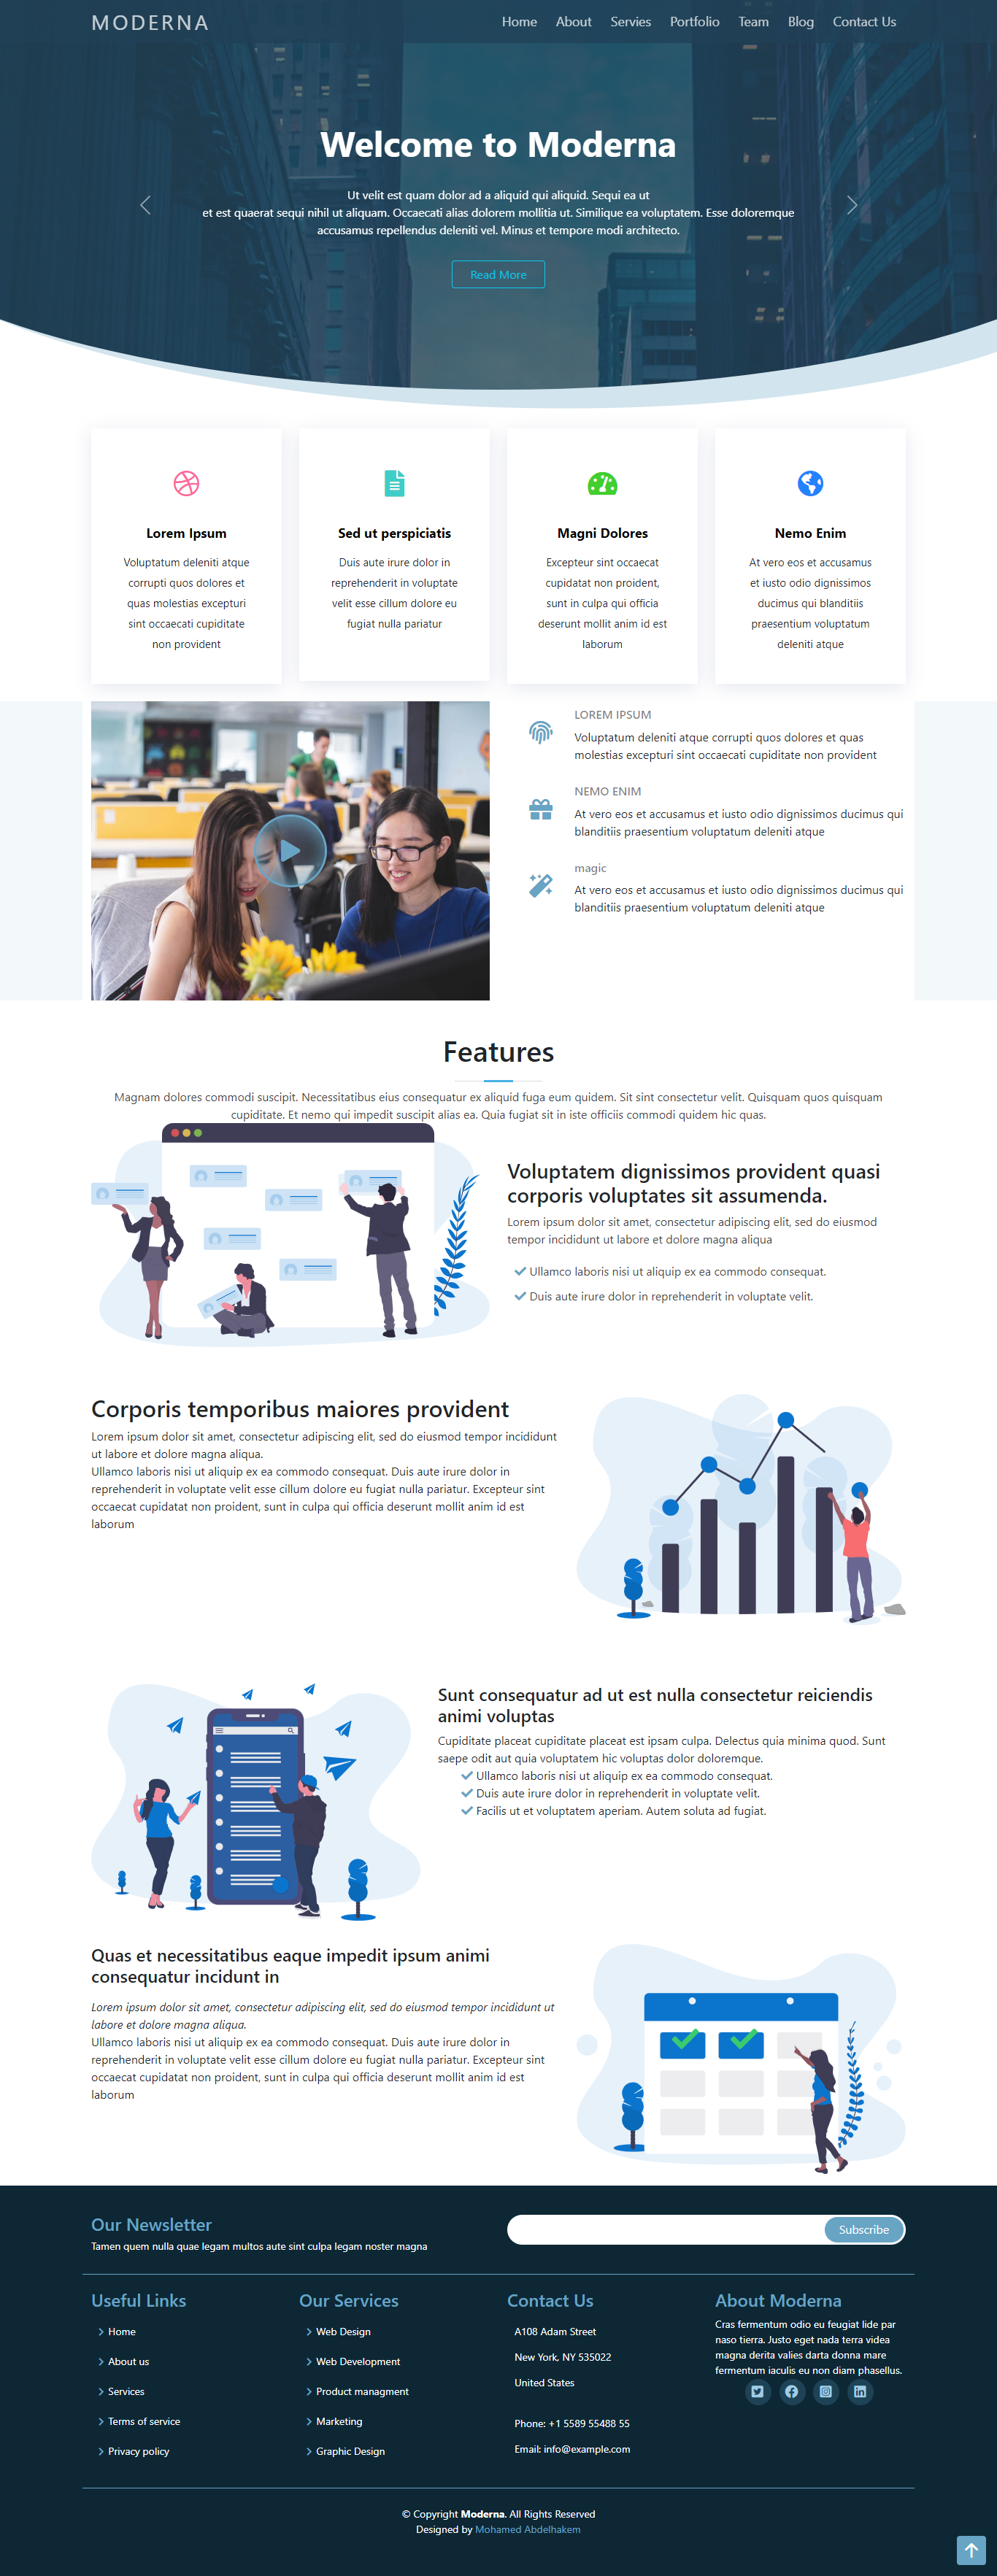 MODERNA
Home About Servies Portfolio Team Blog Contact Us
Welcome to Moderna
Ut velit est quam dolor ad a aliquid qui aliquid. Sequi ea ut
et est quaerat sequi nihil ut aliquam. Occaecati alias dolorem mollitia ut. Similique ea voluptatem. Esse doloremque
accusamus repellendus deleniti vel. Minus et tempore modi architecto.
Read More
Lorem Ipsum
Voluptatum deleniti atque
corrupti quos dolores et
quas molestias excepturi
sint occaecati cupiditate
non provident
Sed ut perspiciatis
Duis aute irure dolor in
reprehenderit in voluptate
velit esse cillum dolore eu
fugiat nulla pariatur
Magni Dolores
Excepteur sint occaecat
cupidatat non proident,
sunt in culpa qui officia
deserunt mollit anim id est
laborum
Nemo Enim
At vero eos et accusamus
et iusto odio dignissimos
ducimus qui blanditiis
praesentium voluptatum
deleniti atque
LOREM IPSUM
Voluptatum deleniti atque corrupti quos dolores et quas
molestias excepturi sint occaecati cupiditate non provident
NEMO ENIM
At vero eos et accusamus et iusto odio dignissimos ducimus qui
blanditiis praesentium voluptatum deleniti atque
magic
At vero eos et accusamus et iusto odio dignissimos ducimus qui
blanditiis praesentium voluptatum deleniti atque
Features
Magnam dolores commodi suscipit. Necessitatibus eius consequatur ex aliquid fuga eum quidem. Sit sint consectetur velit. Quisquam quos quisquam
cupiditate. Et nemo qui impedit suscipit alias ea. Quia fugiat sit in iste officiis commodi quidem hic quas.
Voluptatem dignissimos provident quasi
corporis voluptates sit assumenda.
Lorem ipsum dolor sit amet, consectetur adipiscing elit, sed do eiusmod
tempor incididunt ut labore et dolore magna aliqua
Ullamco laboris nisi ut aliquip ex ea commodo consequat.
Duis aute irure dolor in reprehenderit in voluptate velit.
Corporis temporibus maiores provident
Lorem ipsum dolor sit amet, consectetur adipiscing elit, sed do eiusmod tempor incididunt
ut labore et dolore magna aliqua.
Ullamco laboris nisi ut aliquip ex ea commodo consequat. Duis aute irure dolor in
reprehenderit in voluptate velit esse cillum dolore eu fugiat nulla pariatur. Excepteur sint
occaecat cupidatat non proident, sunt in culpa qui officia deserunt mollit anim id est
laborum
Sunt consequatur ad ut est nulla consectetur reiciendis
animi voluptas
Cupiditate placeat cupiditate placeat est ipsam culpa. Delectus quia minima quod. Sunt
saepe odit aut quia voluptatem hic voluptas dolor doloremque.
Ullamco laboris nisi ut aliquip ex ea commodo consequat.
Duis aute irure dolor in reprehenderit in voluptate velit.
Facilis ut et voluptatem aperiam. Autem soluta ad fugiat.
Quas et necessitatibus eaque impedit ipsum animi
consequatur incidunt in
Lorem ipsum dolor sit amet, consectetur adipiscing elit, sed do eiusmod tempor incididunt ut
labore et dolore magna aliqua.
Ullamco laboris nisi ut aliquip ex ea commodo consequat. Duis aute irure dolor in
reprehenderit in voluptate velit esse cillum dolore eu fugiat nulla pariatur. Excepteur sint
occaecat cupidatat non proident, sunt in culpa qui officia deserunt mollit anim id est
laborum
Our Newsletter
Tamen quem nulla quae legam multos aute sint culpa legam noster magna
Subscribe
Useful Links
Home
About us
Services
Terms of service
Privacy policy
Our Services
Web Design
Web Development
Product managment
Marketing
Graphic Design
Contact Us
A108 Adam Street
New York, NY 535022
United States
Phone: +1 5589 55488 55
Email: info@example.com
About Moderna
Cras fermentum odio eu feugiat lide par
naso tierra. Justo eget nada terra videa
magna derita valies darta donna mare
fermentum iaculis eu non diam phasellus.
© Copyright Moderna. All Rights Reserved
Designed by Mohamed Abdelhakem